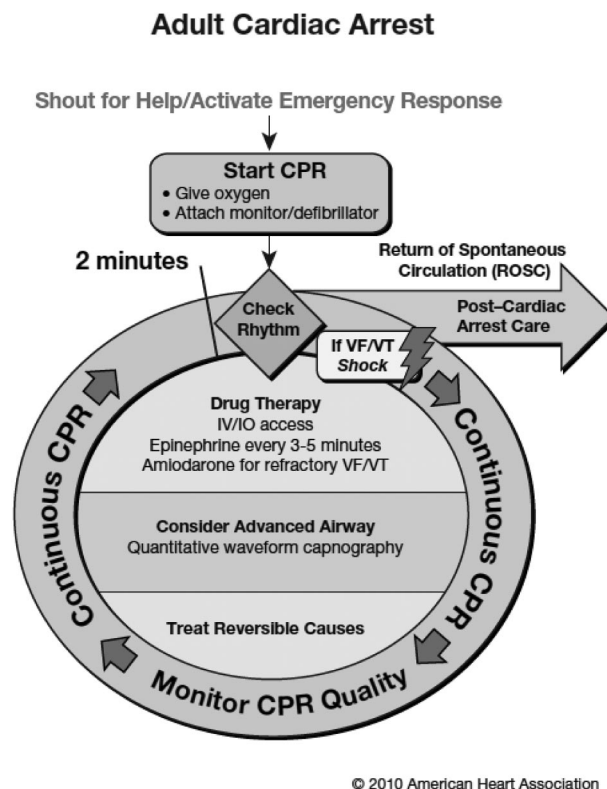 Adult Cardiac Arrest
Shout for Help/Activate Emergency Response
Start CPR
• Give oxygen
• Attach monitor/defibrillator
2 minutes
Return of Spontaneous
Circulation (ROSC)
Check
Rhythm
Post–Cardiac
Arrest Care
If VF/VT
Shock
Drug Therapy
IV/IO access
Epinephrine every 3-5 minutes
Amiodarone for refractory VF/VT
Continuous CPR
Continuous CPR
Consider Advanced Airway
Quantitative waveform capnography
Treat Reversible Causes
Monitor CPR Quality
© 2010 American Heart Association